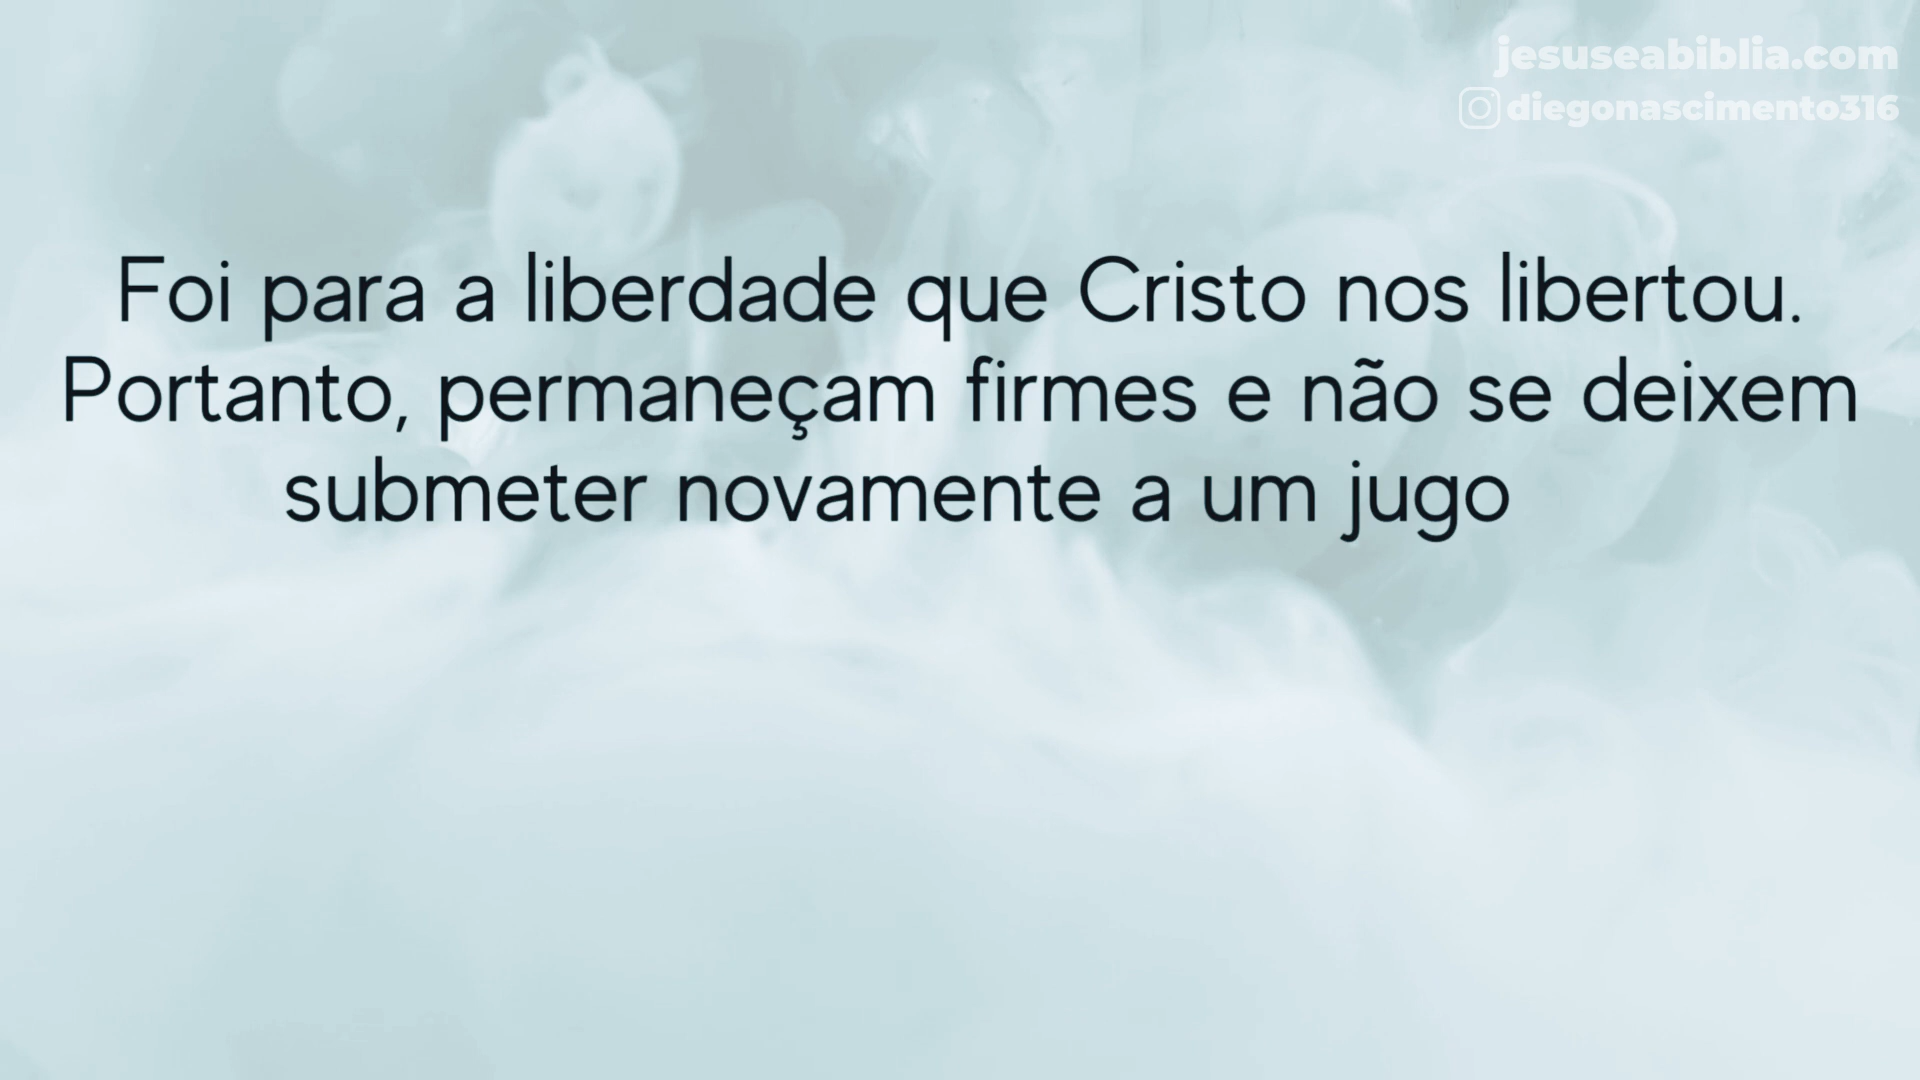 jesuseabiblia.com
diegonascimento316
Foi para a liberdade que Cristo nos libertou.
Portanto, permaneçam firmes e não se deixem
submeter novamente a um jugo